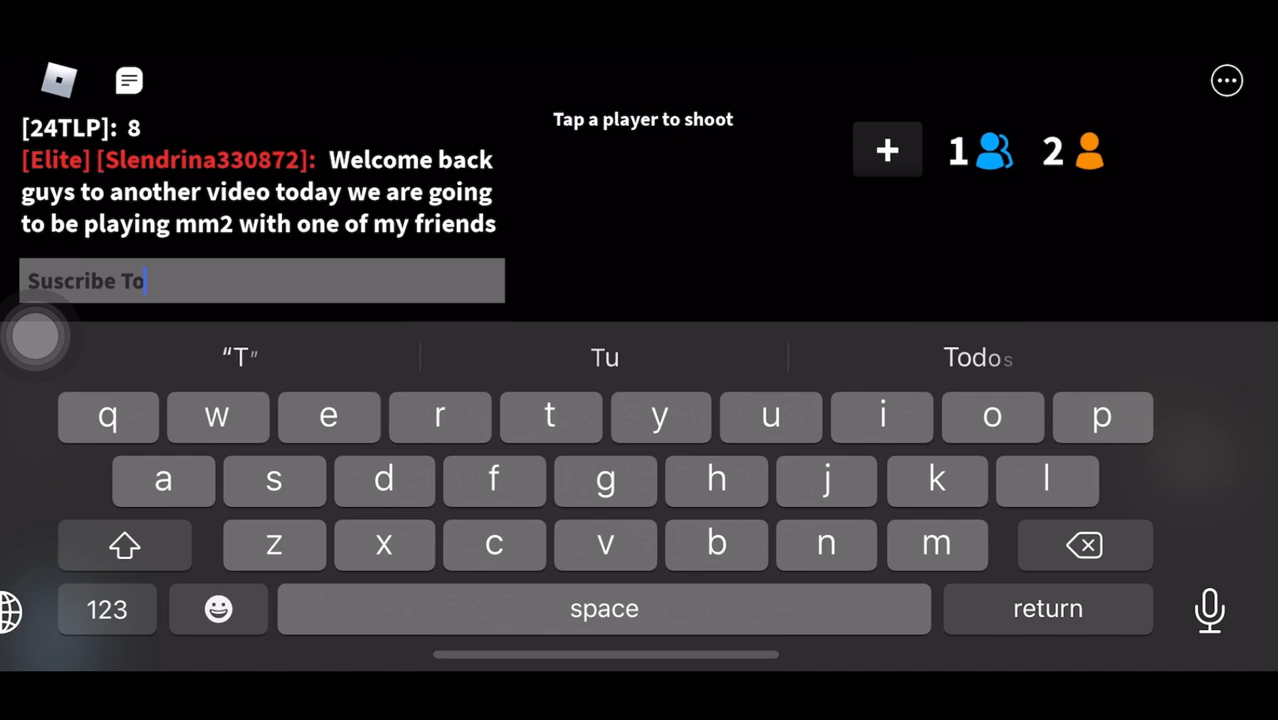 [24TLP]: 8
Tap a player to shoot
+ 1 2
[Elite] [Slendrina330872]: Welcome back
guys to another video today we are going
to be playing mm2 with one of my friends
Suscribe To
“T” Tu Todos
q w e r t y u i o p
a s d f g h j k l
z x c v b n m
123 space return